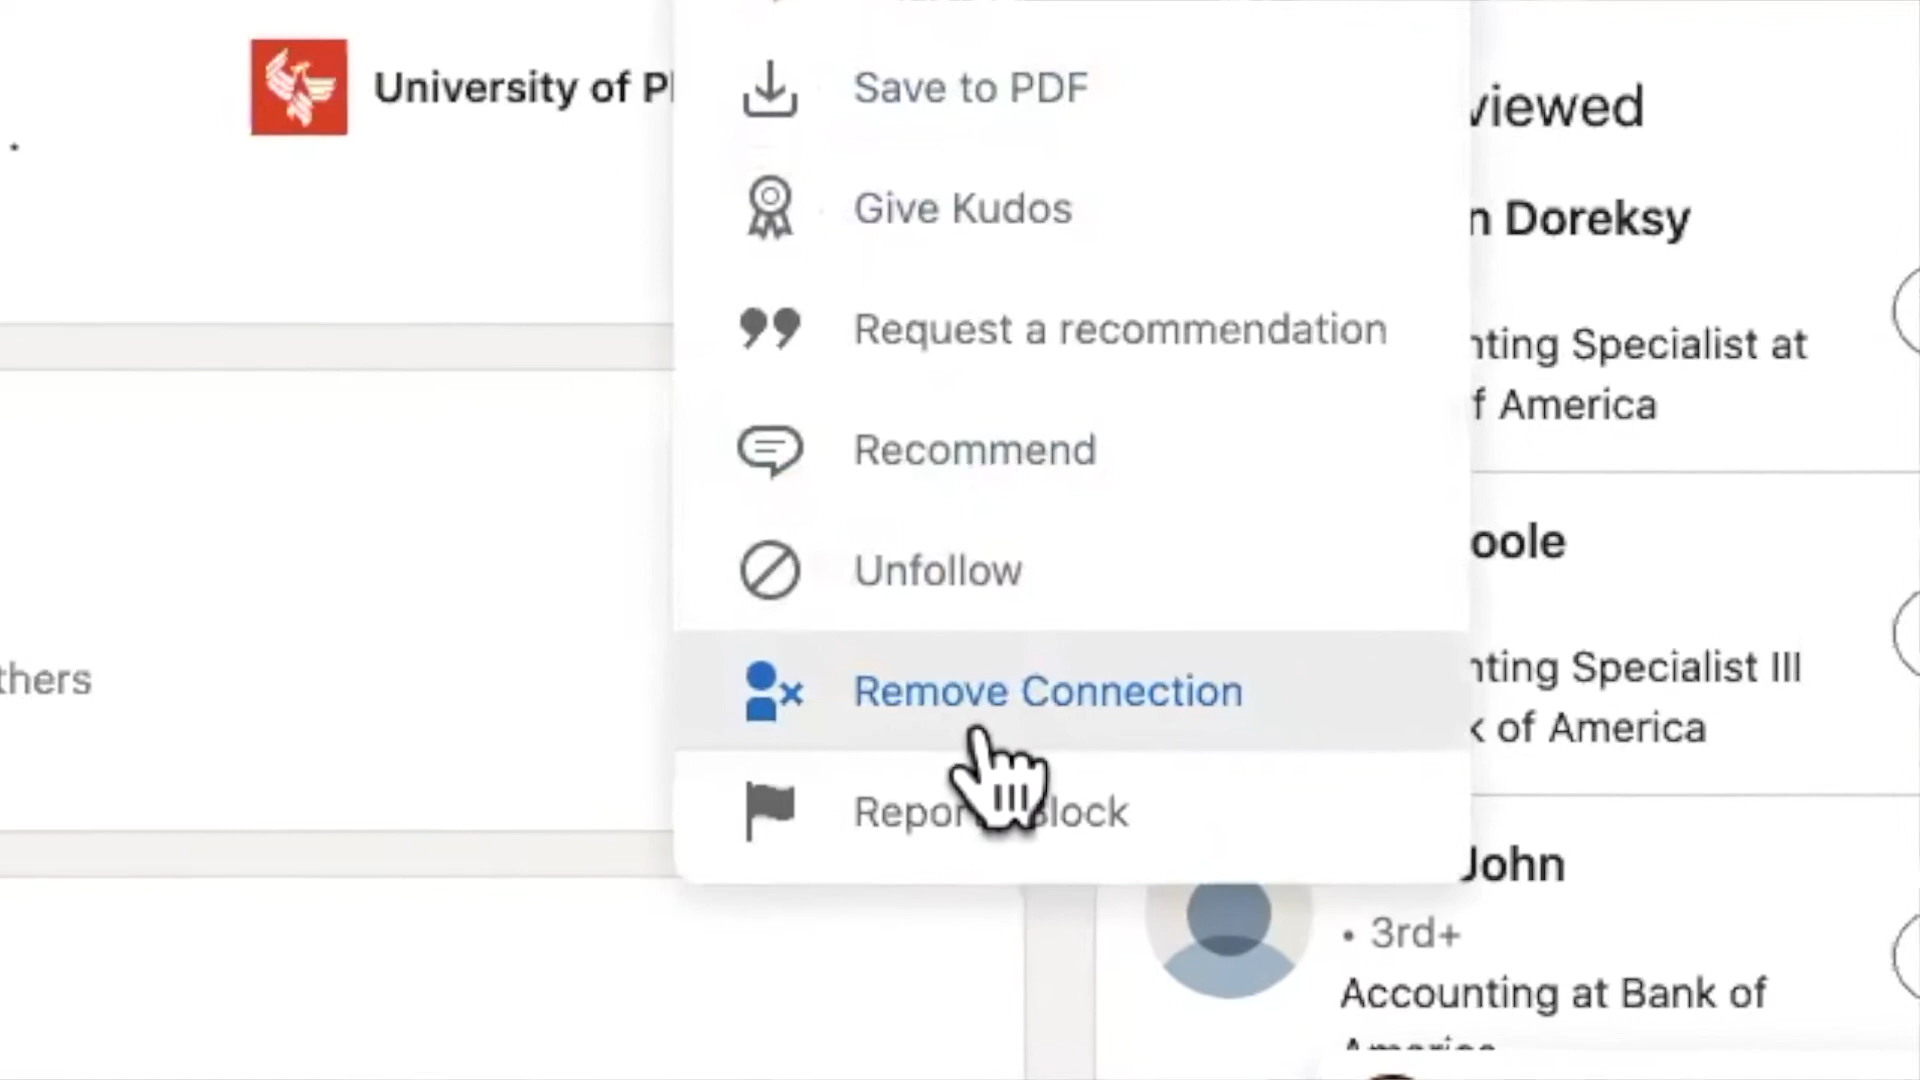 University of P
Save to PDF
Give Kudos
Request a recommendation
Recommend
Unfollow
Remove Connection
thers
viewed
n Doreksy
nting Specialist at
f America
oole
nting Specialist III
k of America
John
• 3rd+
Accounting at Bank of
America